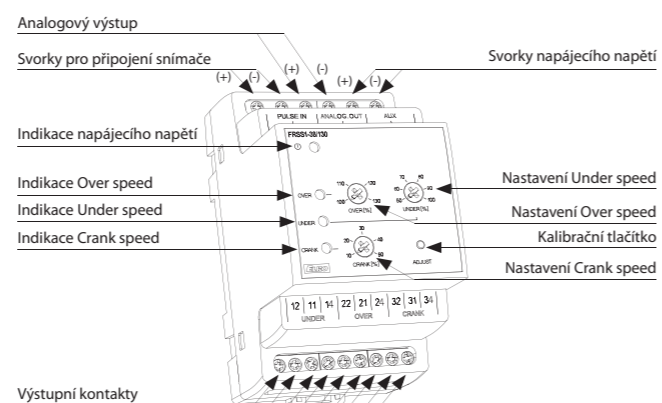 Analogový výstup
Svorky pro připojení snímače
Svorky napájecího napětí
(+) (-) (+) (-) (+) (-)
PULSE IN ANALOG. OUT AUX
Indikace napájecího napětí
FRSS1-38/130
Indikace Over speed
Indikace Under speed
Indikace Crank speed
OVER
UNDER
CRANK
100 110 120 130
OVER[%]
50 60 70 80 90 100
UNDER[%]
10 20 30 40 50
CRANK[%]
ADJUST
Nastavení Under speed
Nastavení Over speed
Kalibrační tlačítko
Nastavení Crank speed
ELKO
12 11 14 22 21 24 32 31 34
UNDER OVER CRANK
Výstupní kontakty